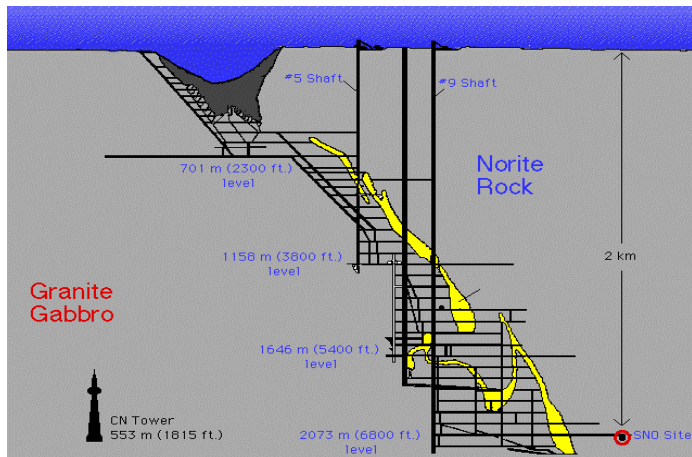 #5 Shaft
#9 Shaft
701 m (2300 ft.)
level
Norite
Rock
1158 m (3800 ft.)
level
2 km
Granite
Gabbro
1646 m (5400 ft.)
level
CN Tower
553 m (1815 ft.)
2073 m (6800 ft.)
level
SNO Site